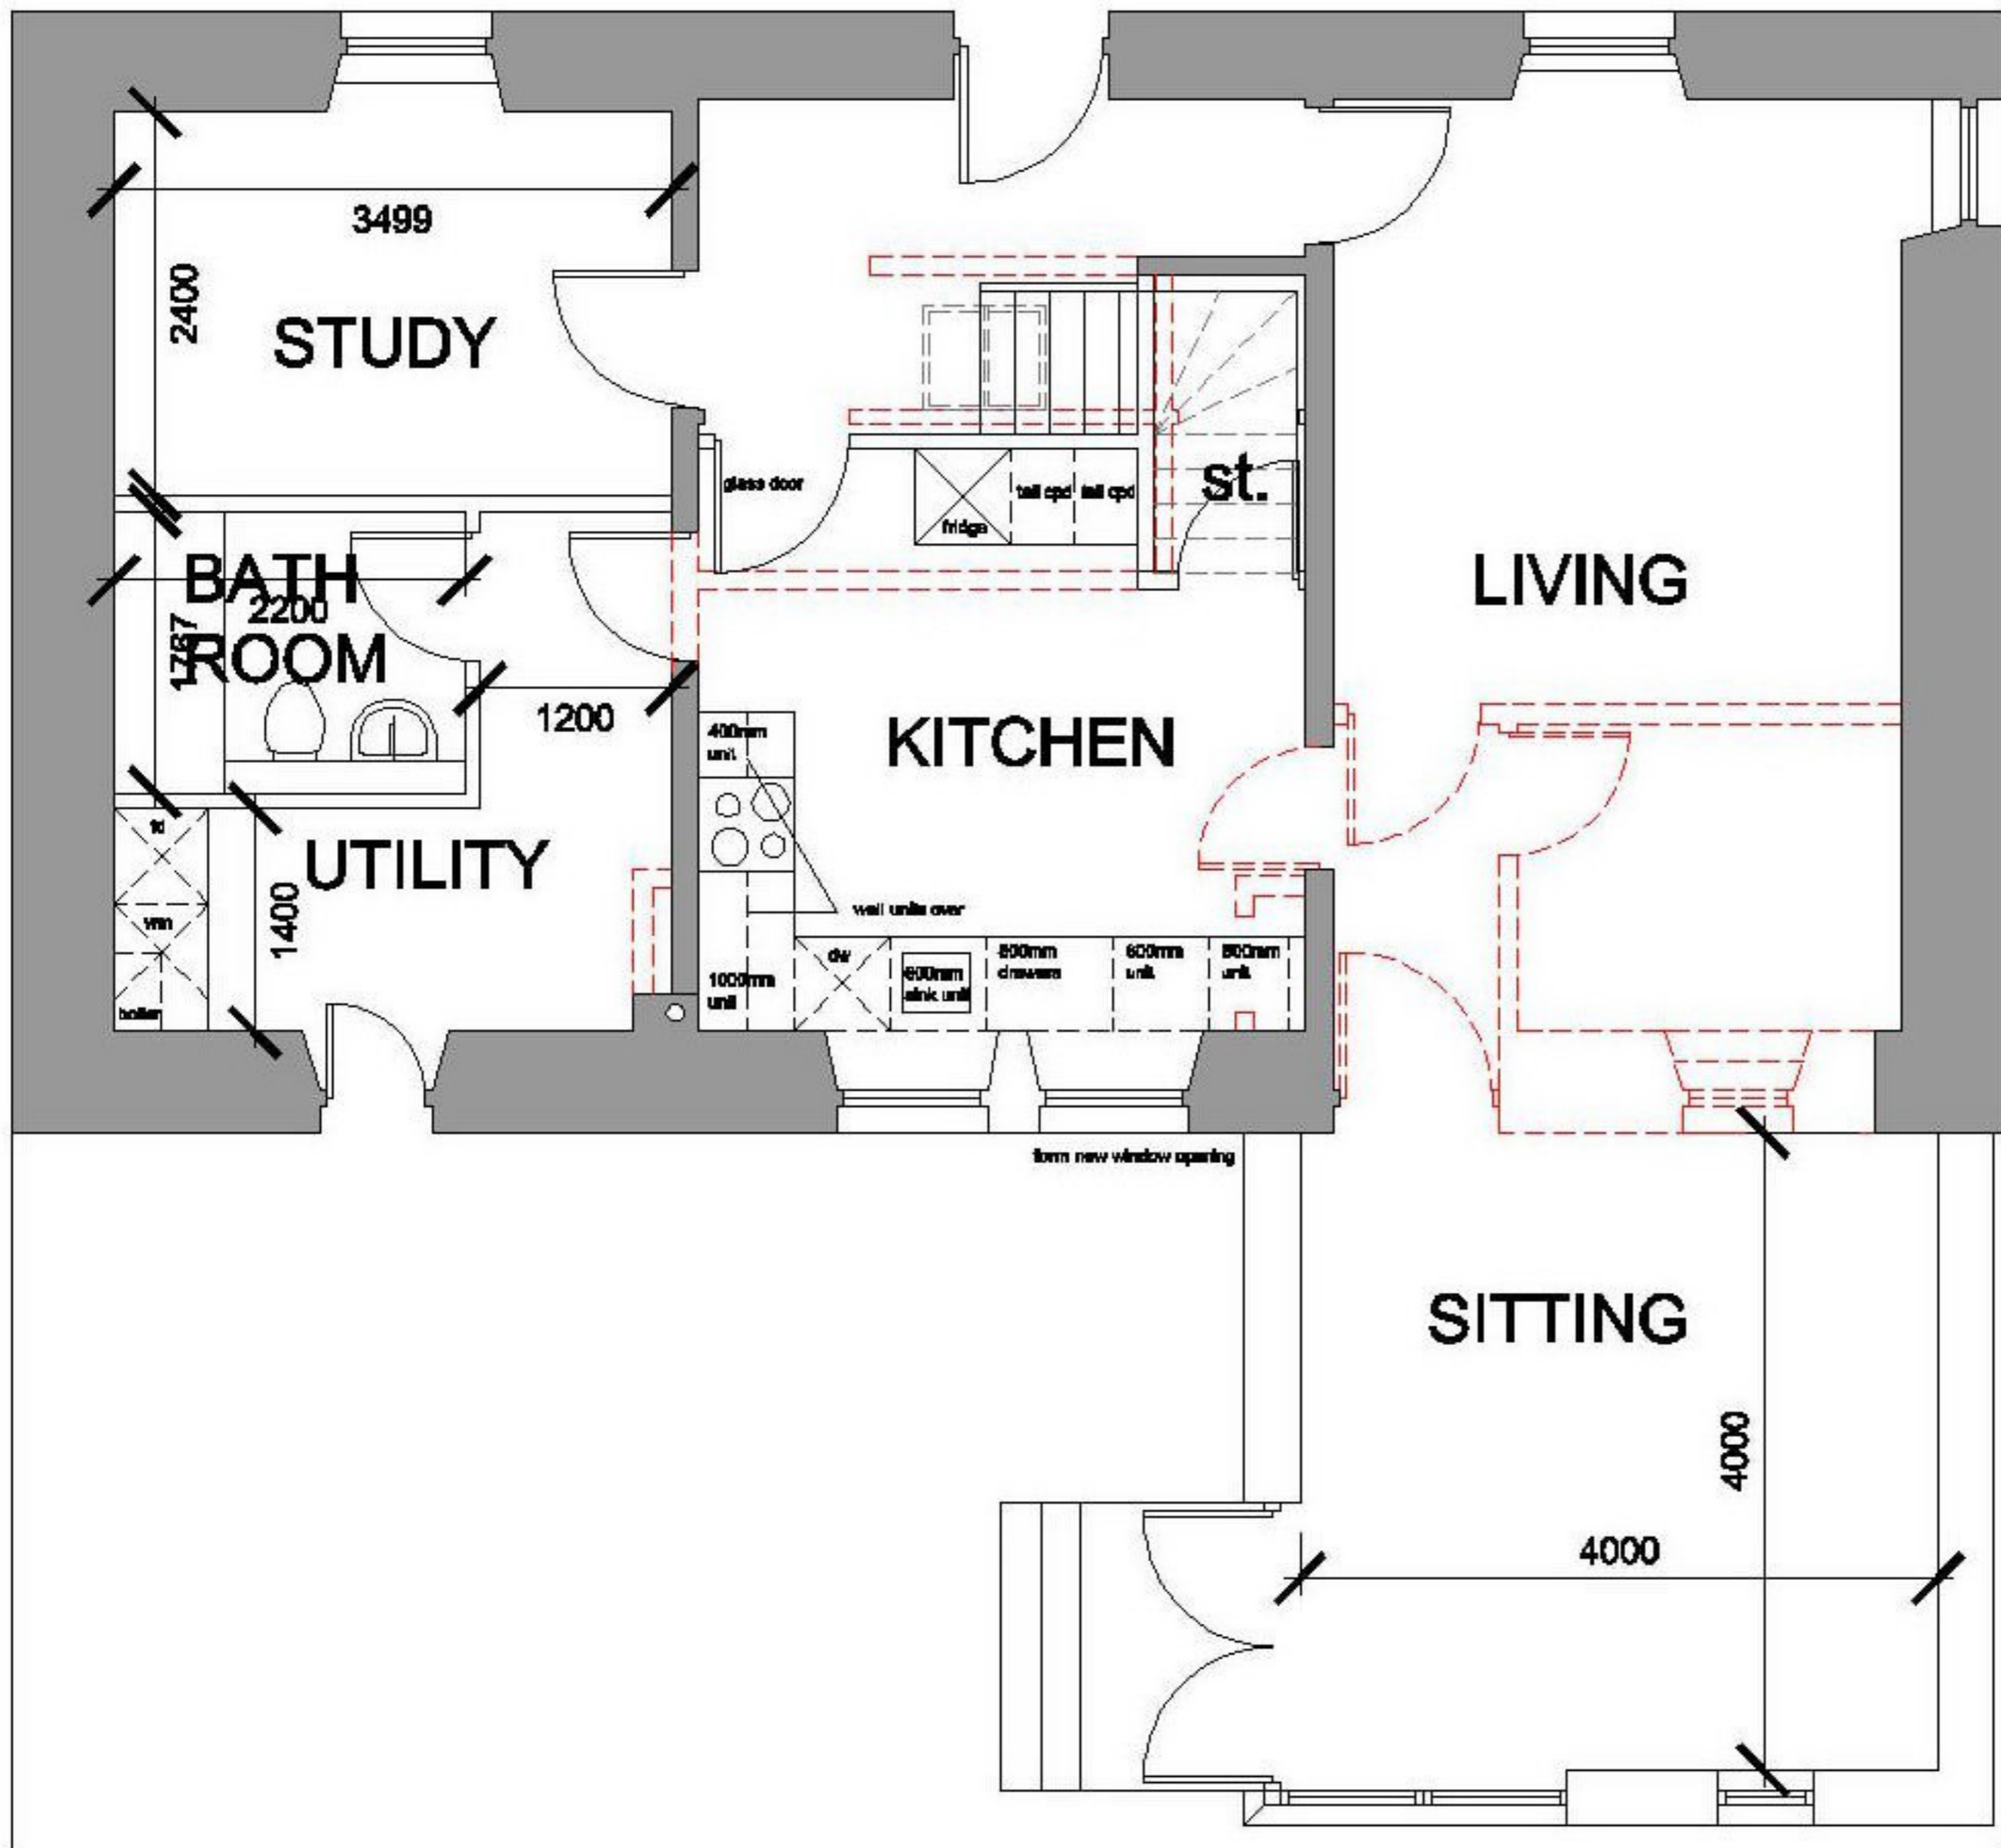 3499
2400
STUDY
glass door
fridge
tall cpd
tall cpd
st.
BATH
2200
ROOM
1767
1200
LIVING
KITCHEN
400mm
unit
td
UTILITY
wm
1400
boiler
wall units over
1000mm
unit
dw
600mm
sink unit
800mm
drawers
600mm
unit
unit
form new window opening
SITTING
4000
4000